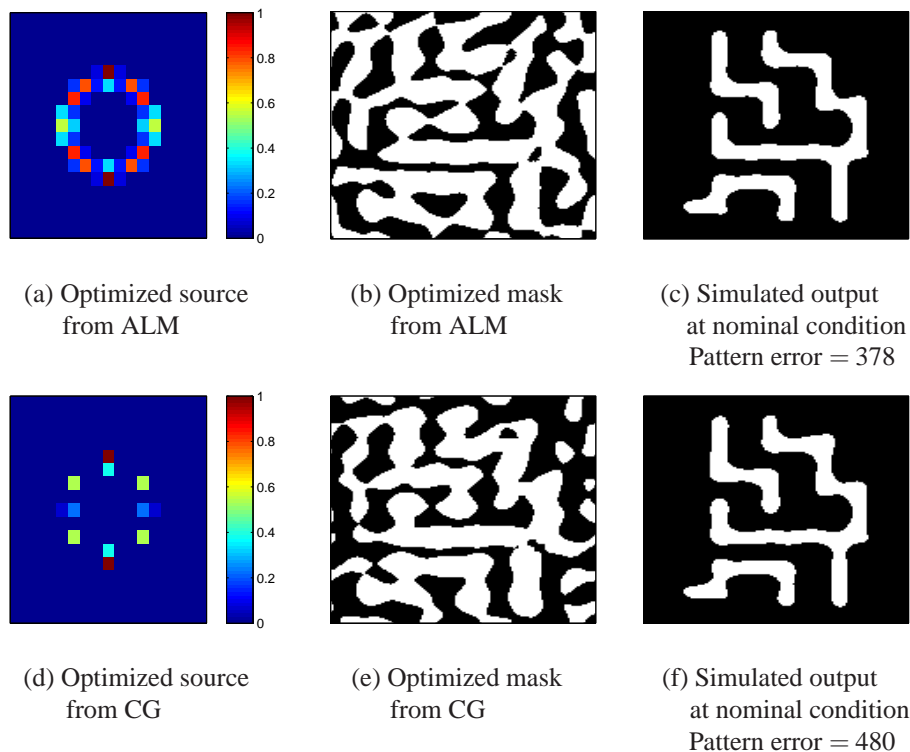 1
0.8
0.6
0.4
0.2
0
(a) Optimized source
from ALM
(b) Optimized mask
from ALM
(c) Simulated output
at nominal condition
Pattern error = 378
1
0.8
0.6
0.4
0.2
0
(d) Optimized source
from CG
(e) Optimized mask
from CG
(f) Simulated output
at nominal condition
Pattern error = 480